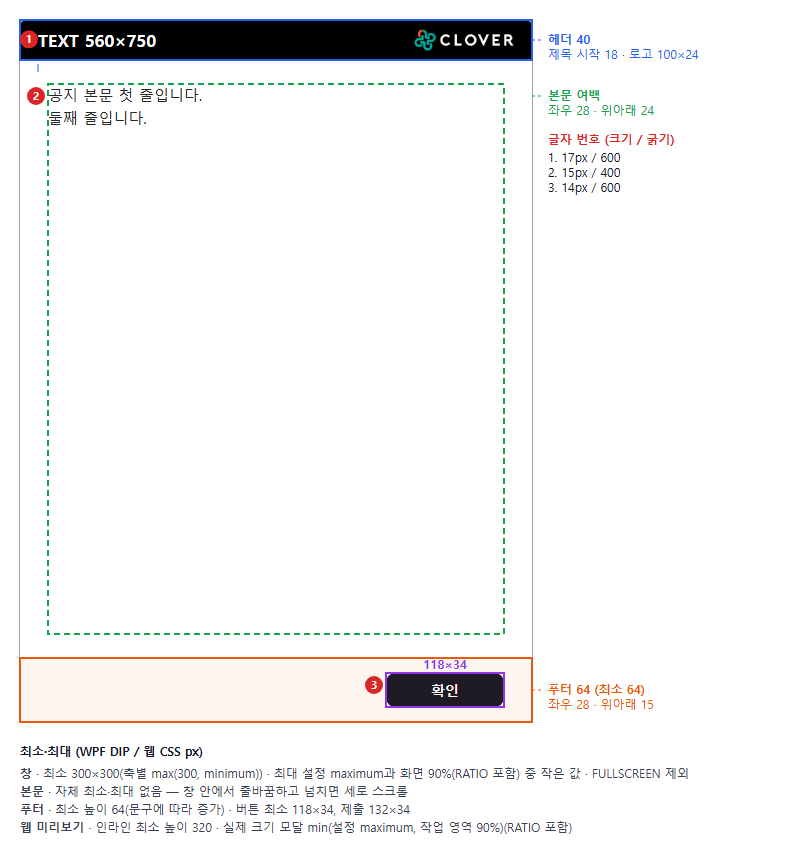 1 TEXT 560×750 CLOVER
헤더 40
제목 시작 18 · 로고 100×24
2 공지 본문 첫 줄입니다.
둘째 줄입니다.
본문 여백
좌우 28 · 위아래 24
글자 번호 (크기 / 굵기)
1. 17px / 600
2. 15px / 400
3. 14px / 600
118×34
3 확인
푸터 64 (최소 64)
좌우 28 · 위아래 15
최소·최대 (WPF DIP / 웹 CSS px)
창 · 최소 300×300(축별 max(300, minimum)) · 최대 설정 maximum과 화면 90%(RATIO 포함) 중 작은 값 · FULLSCREEN 제외
본문 · 자체 최소·최대 없음 — 창 안에서 줄바꿈하고 넘치면 세로 스크롤
푸터 · 최소 높이 64(문구에 따라 증가) · 버튼 최소 118×34, 제출 132×34
웹 미리보기 · 인라인 최소 높이 320 · 실제 크기 모달 min(설정 maximum, 작업 영역 90%)(RATIO 포함)